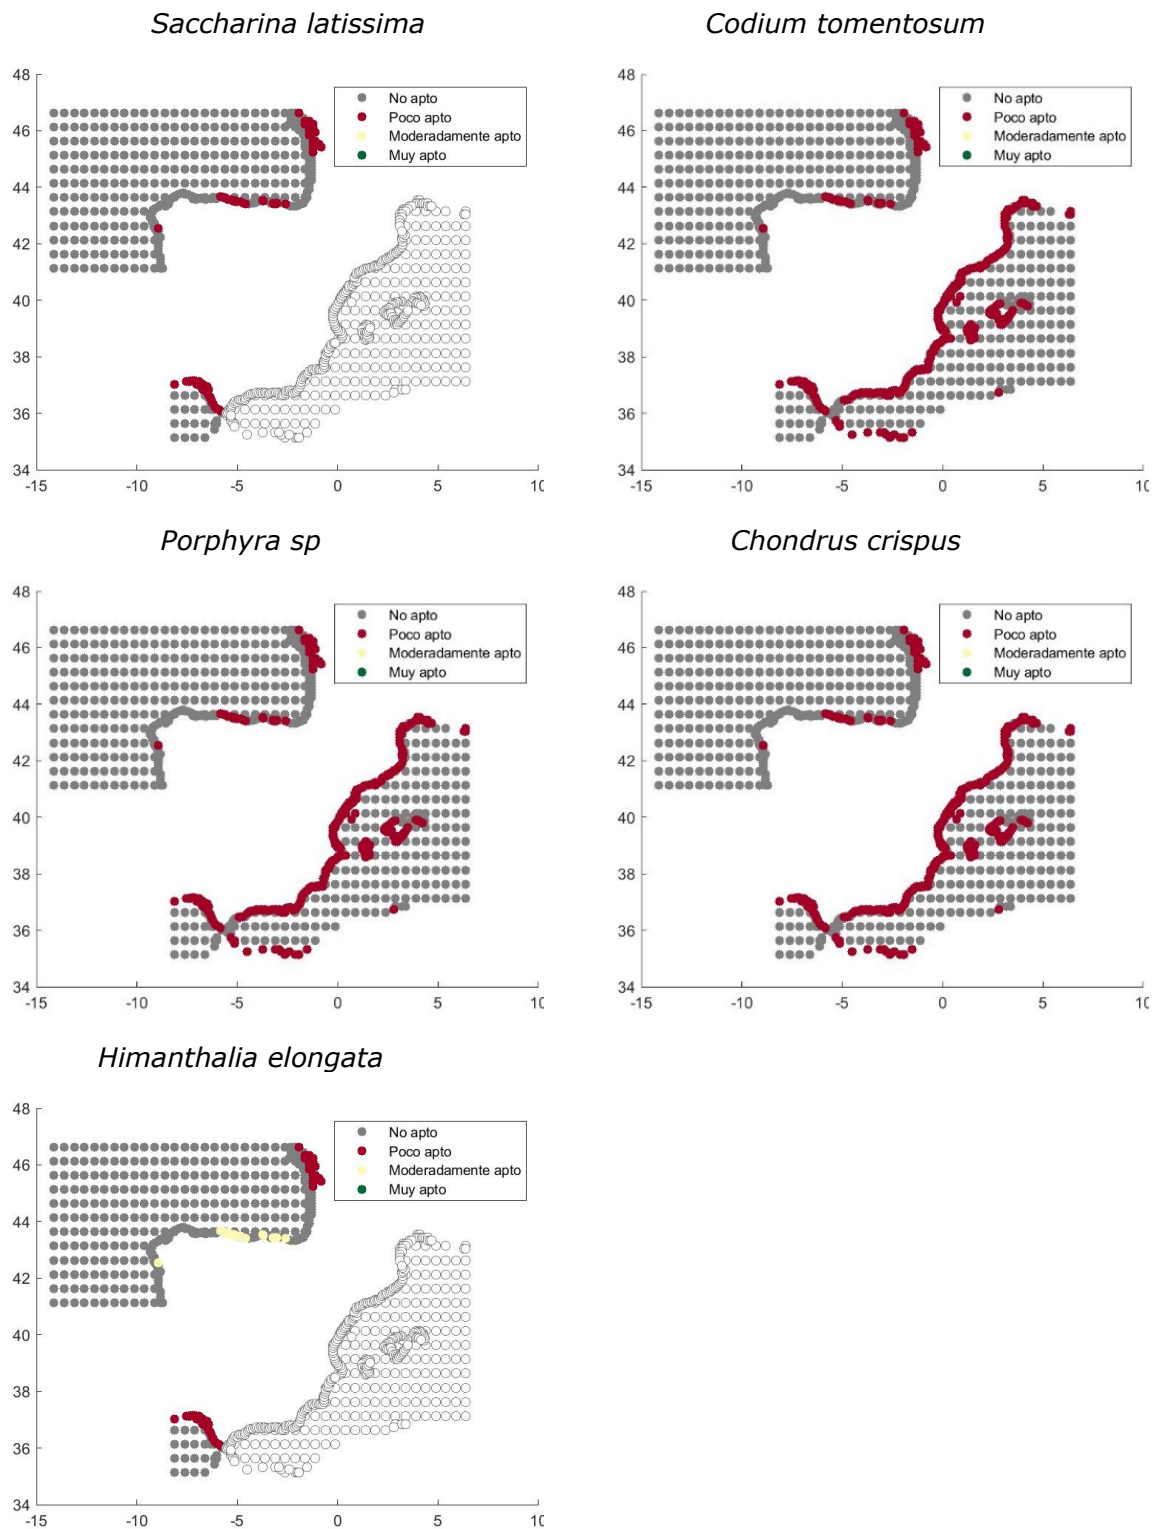 Saccharina latissima
Codium tomentosum
48
46
44
42
40
38
36
34
-15
-10
-5
0
5
10
No apto
Poco apto
Moderadamente apto
Muy apto
48
46
44
42
40
38
36
34
-15
-10
-5
0
5
10
No apto
Poco apto
Moderadamente apto
Muy apto
Porphyra sp
Chondrus crispus
48
46
44
42
40
38
36
34
-15
-10
-5
0
5
10
No apto
Poco apto
Moderadamente apto
Muy apto
48
46
44
42
40
38
36
34
-15
-10
-5
0
5
10
No apto
Poco apto
Moderadamente apto
Muy apto
Himanthalia elongata
48
46
44
42
40
38
36
34
-15
-10
-5
0
5
10
No apto
Poco apto
Moderadamente apto
Muy apto